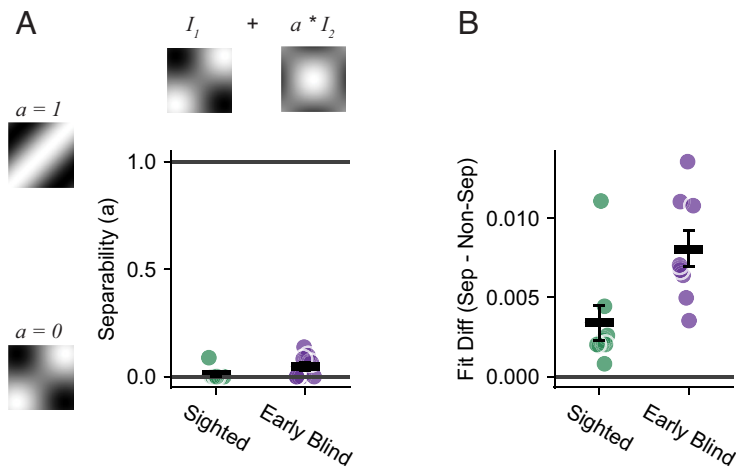 A
I₁ + a * I₂
a = 1
a = 0
Separability (a)
1.0
0.5
0.0
Sighted
Early Blind
B
Fit Diff (Sep - Non-Sep)
0.010
0.005
0.000
Sighted
Early Blind